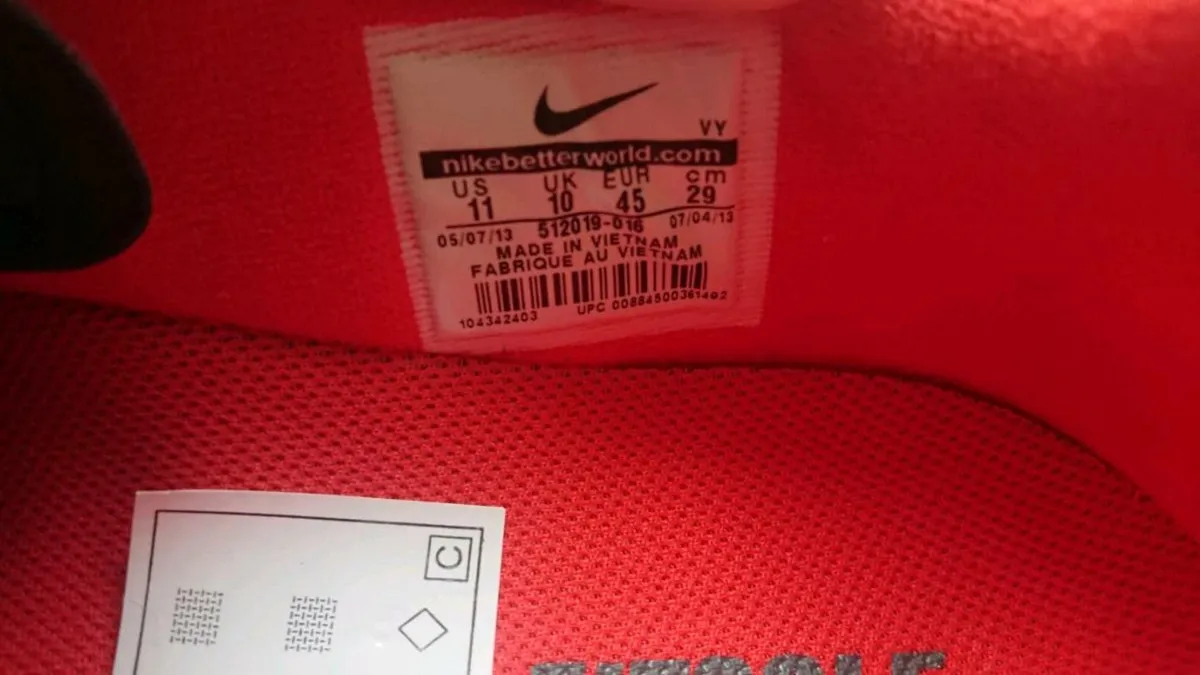 VY
nikebetterworld.com
US UK EUR cm
11 10 45 29
05/07/13 512019-016 07/04/13
MADE IN VIETNAM
FABRIQUE AU VIETNAM
104342403 UPC 00884500361492
C
FITSOLE